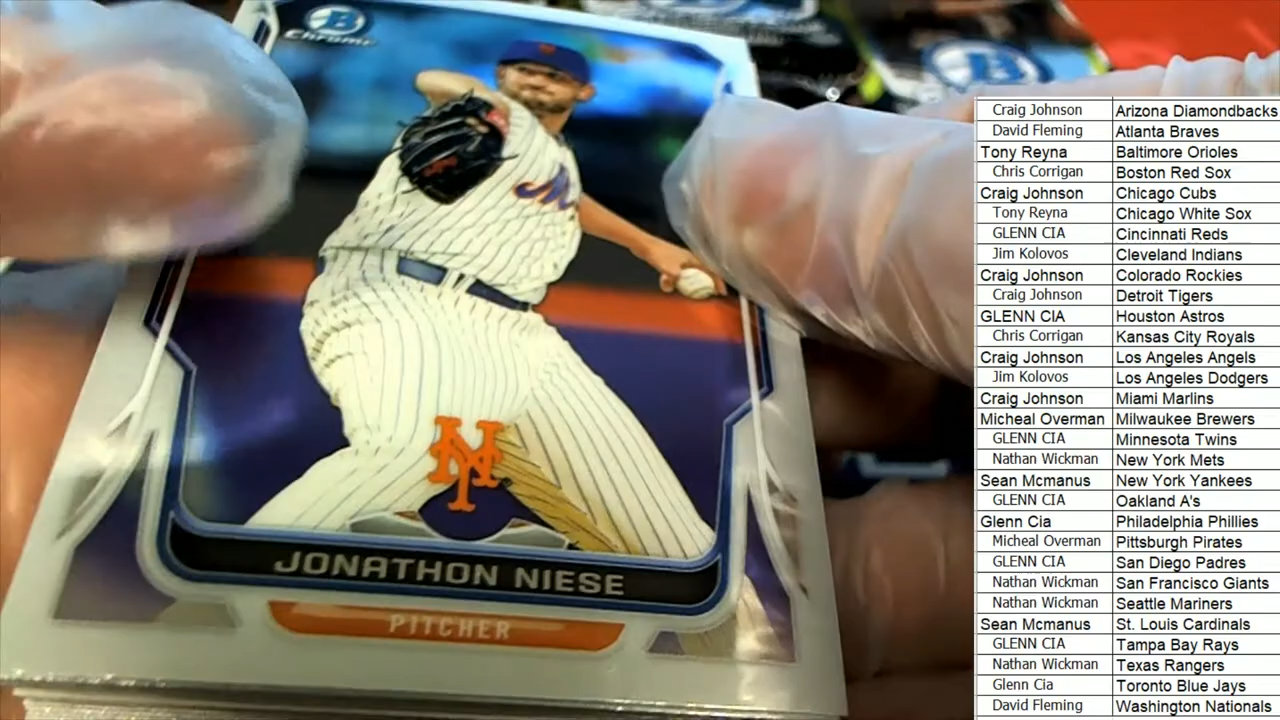 B
Chrome
B
Mets
NY
JONATHON NIESE
PITCHER
Craig Johnson Arizona Diamondbacks
David Fleming Atlanta Braves
Tony Reyna Baltimore Orioles
Chris Corrigan Boston Red Sox
Craig Johnson Chicago Cubs
Tony Reyna Chicago White Sox
GLENN CIA Cincinnati Reds
Jim Kolovos Cleveland Indians
Craig Johnson Colorado Rockies
Craig Johnson Detroit Tigers
GLENN CIA Houston Astros
Chris Corrigan Kansas City Royals
Craig Johnson Los Angeles Angels
Jim Kolovos Los Angeles Dodgers
Craig Johnson Miami Marlins
Micheal Overman Milwaukee Brewers
GLENN CIA Minnesota Twins
Nathan Wickman New York Mets
Sean Mcmanus New York Yankees
GLENN CIA Oakland A's
Glenn Cia Philadelphia Phillies
Micheal Overman Pittsburgh Pirates
GLENN CIA San Diego Padres
Nathan Wickman San Francisco Giants
Nathan Wickman Seattle Mariners
Sean Mcmanus St. Louis Cardinals
GLENN CIA Tampa Bay Rays
Nathan Wickman Texas Rangers
Glenn Cia Toronto Blue Jays
David Fleming Washington Nationals